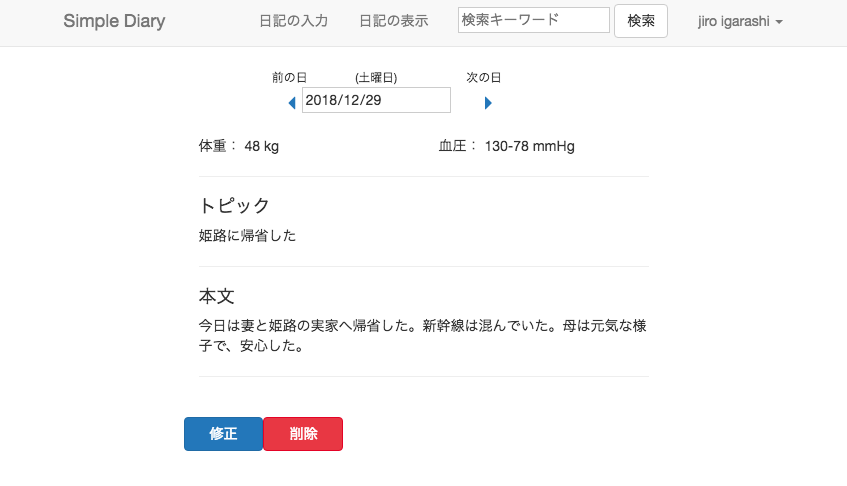 Simple Diary 日記の入力 日記の表示 検索キーワード 検索 jiro igarashi
前の日 (土曜日) 次の日
2018/12/29
体重： 48 kg 血圧： 130-78 mmHg
トピック
姫路に帰省した
本文
今日は妻と姫路の実家へ帰省した。新幹線は混んでいた。母は元気な様
子で、安心した。
修正 削除